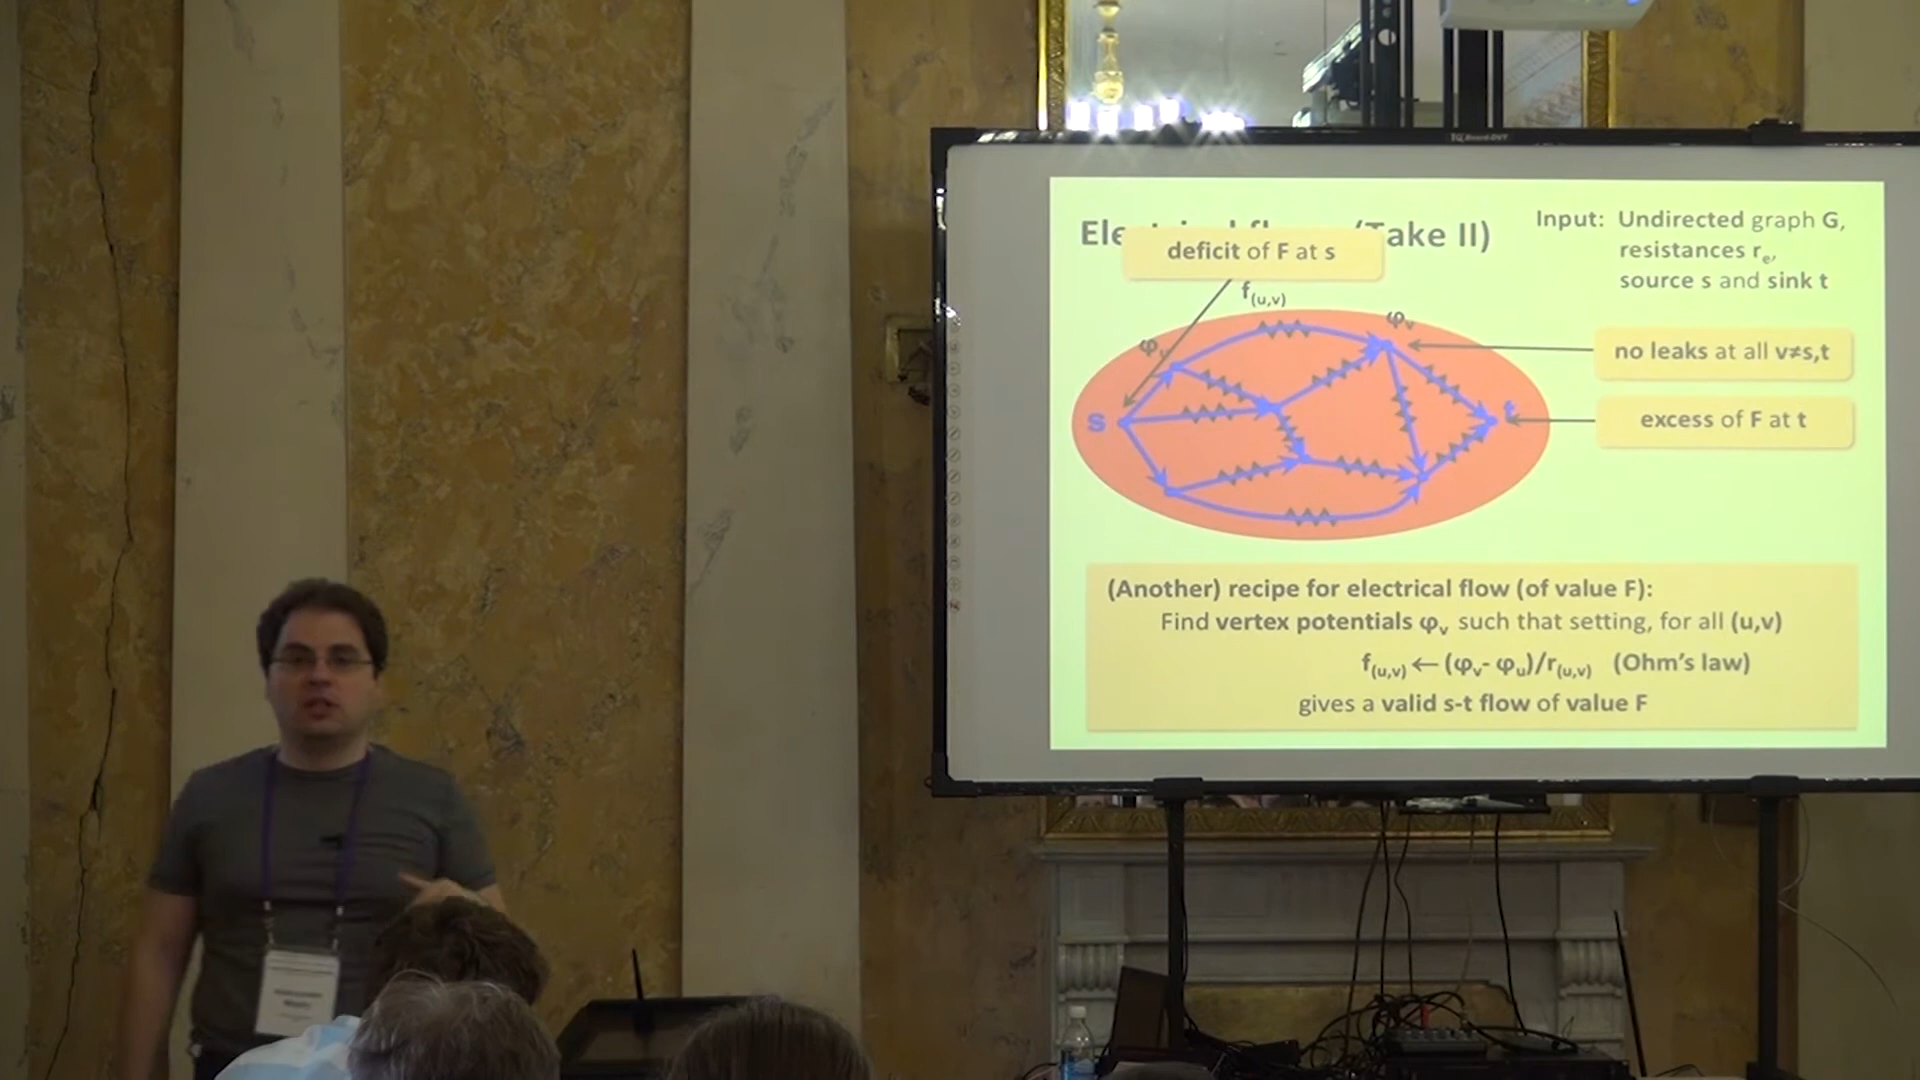 (Take II)
deficit of F at s
Input: Undirected graph G,
resistances rₑ,
source s and sink t
f(u,v)
φv
s
t
no leaks at all v≠s,t
excess of F at t
(Another) recipe for electrical flow (of value F):
Find vertex potentials φv such that setting, for all (u,v)
f(u,v) ← (φv- φu)/r(u,v) (Ohm's law)
gives a valid s-t flow of value F